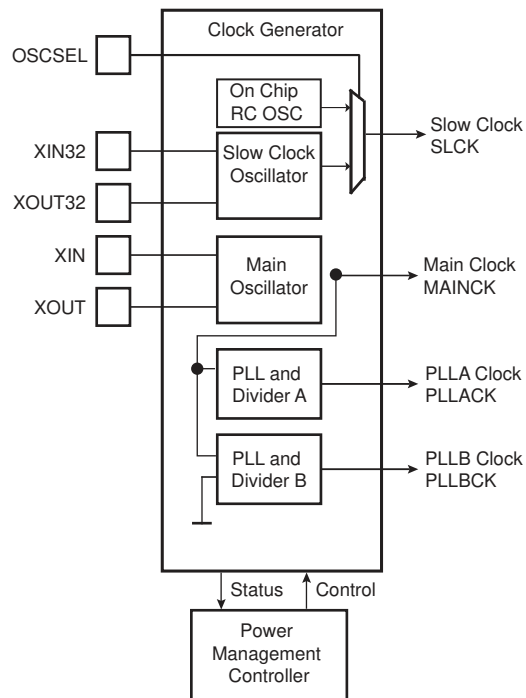 Clock Generator
OSCSEL
On Chip
RC OSC
Slow Clock
SLCK
XIN32
Slow Clock
Oscillator
XOUT32
XIN
Main
Oscillator
Main Clock
MAINCK
XOUT
PLL and
Divider A
PLLA Clock
PLLACK
PLL and
Divider B
PLLB Clock
PLLBCK
Status
Control
Power
Management
Controller